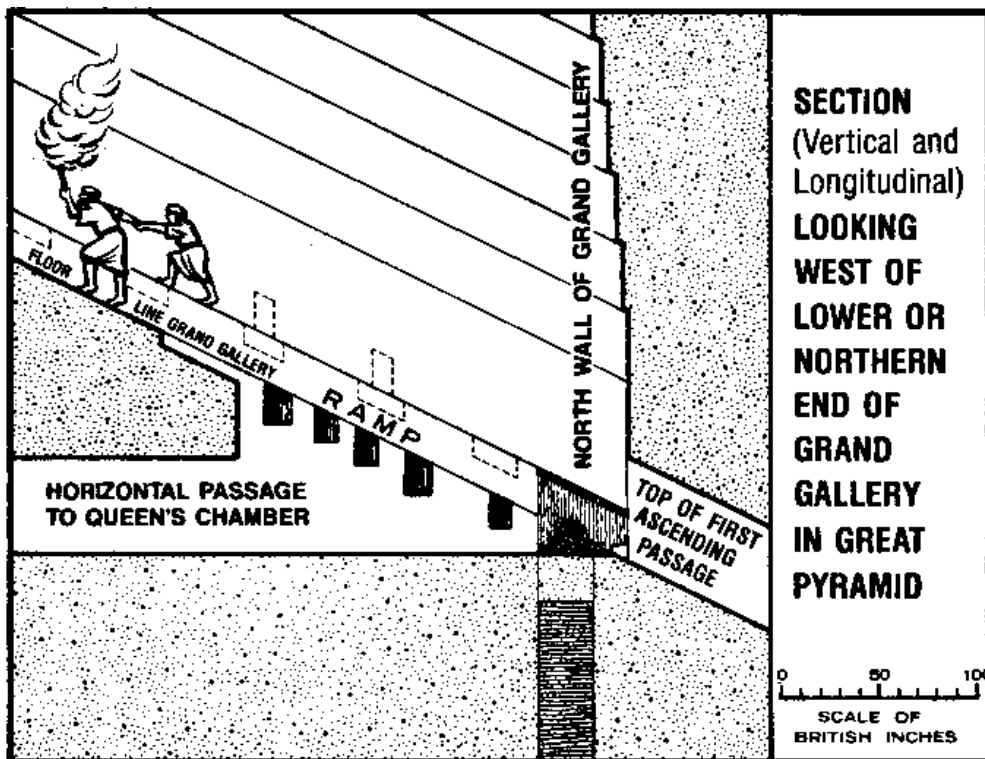 NORTH WALL OF GRAND GALLERY
FLOOR
LINE GRAND GALLERY
RAMP
HORIZONTAL PASSAGE
TO QUEEN'S CHAMBER
TOP OF FIRST
ASCENDING
PASSAGE
SECTION
(Vertical and
Longitudinal)
LOOKING
WEST OF
LOWER OR
NORTHERN
END OF
GRAND
GALLERY
IN GREAT
PYRAMID
0 50 100
SCALE OF
BRITISH INCHES